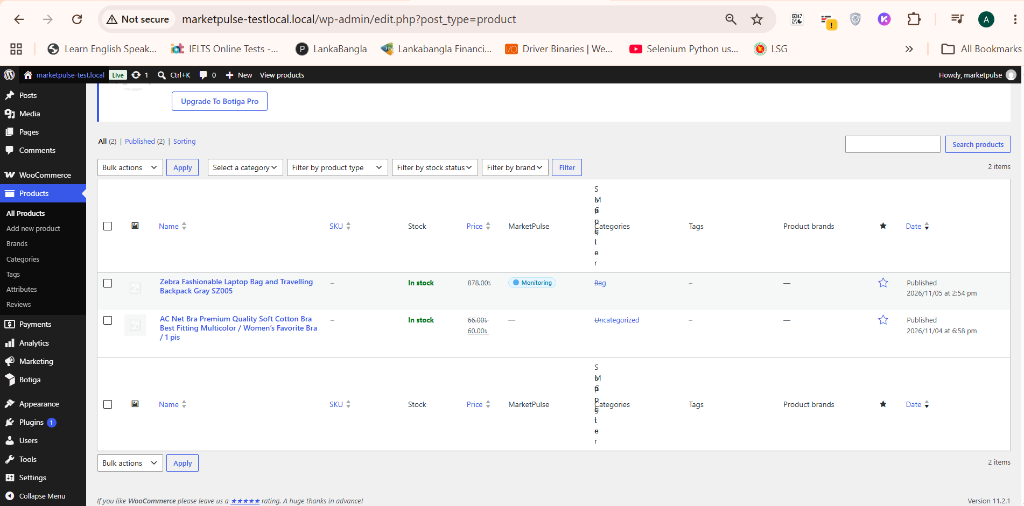 Not secure marketpulse-testlocal.local/wp-admin/edit.php?post_type=product
A
Learn English Speak... IELTS Online Tests -... LankaBangla Lankabangla Financi... Driver Binaries | We... Selenium Python us... LSG » All Bookmarks
marketpulse-test.local Live 1 Ctrl+K 0 New View products Howdy, marketpulse
Posts
Media
Pages
Comments
WooCommerce
Products
All Products
Add new product
Brands
Categories
Tags
Attributes
Reviews
Payments
Analytics
Marketing
Botiga
Appearance
Plugins 1
Users
Tools
Settings
Collapse Menu
Upgrade To Botiga Pro
All (2) | Published (2) | Sorting
Search products
Bulk actions Apply Select a category Filter by product type Filter by stock status Filter by brand Filter
2 items
Name SKU Stock Price MarketPulse Categories Tags Product brands Date
Zebra Fashionable Laptop Bag and Travelling
Backpack Gray SZ005
– In stock 878.00৳ Monitoring Bag – — Published
2026/11/05 at 2:54 pm
AC Net Bra Premium Quality Soft Cotton Bra
Best Fitting Multicolor / Women's Favorite Bra
/ 1 pis
– In stock 66.00৳ — Uncategorized – — Published
60.00৳ 2026/11/04 at 6:58 pm
Name SKU Stock Price MarketPulse Categories Tags Product brands Date
Bulk actions Apply
2 items
If you like WooCommerce please leave us a ★★★★★ rating. A huge thanks in advance!
Version 11.2.1